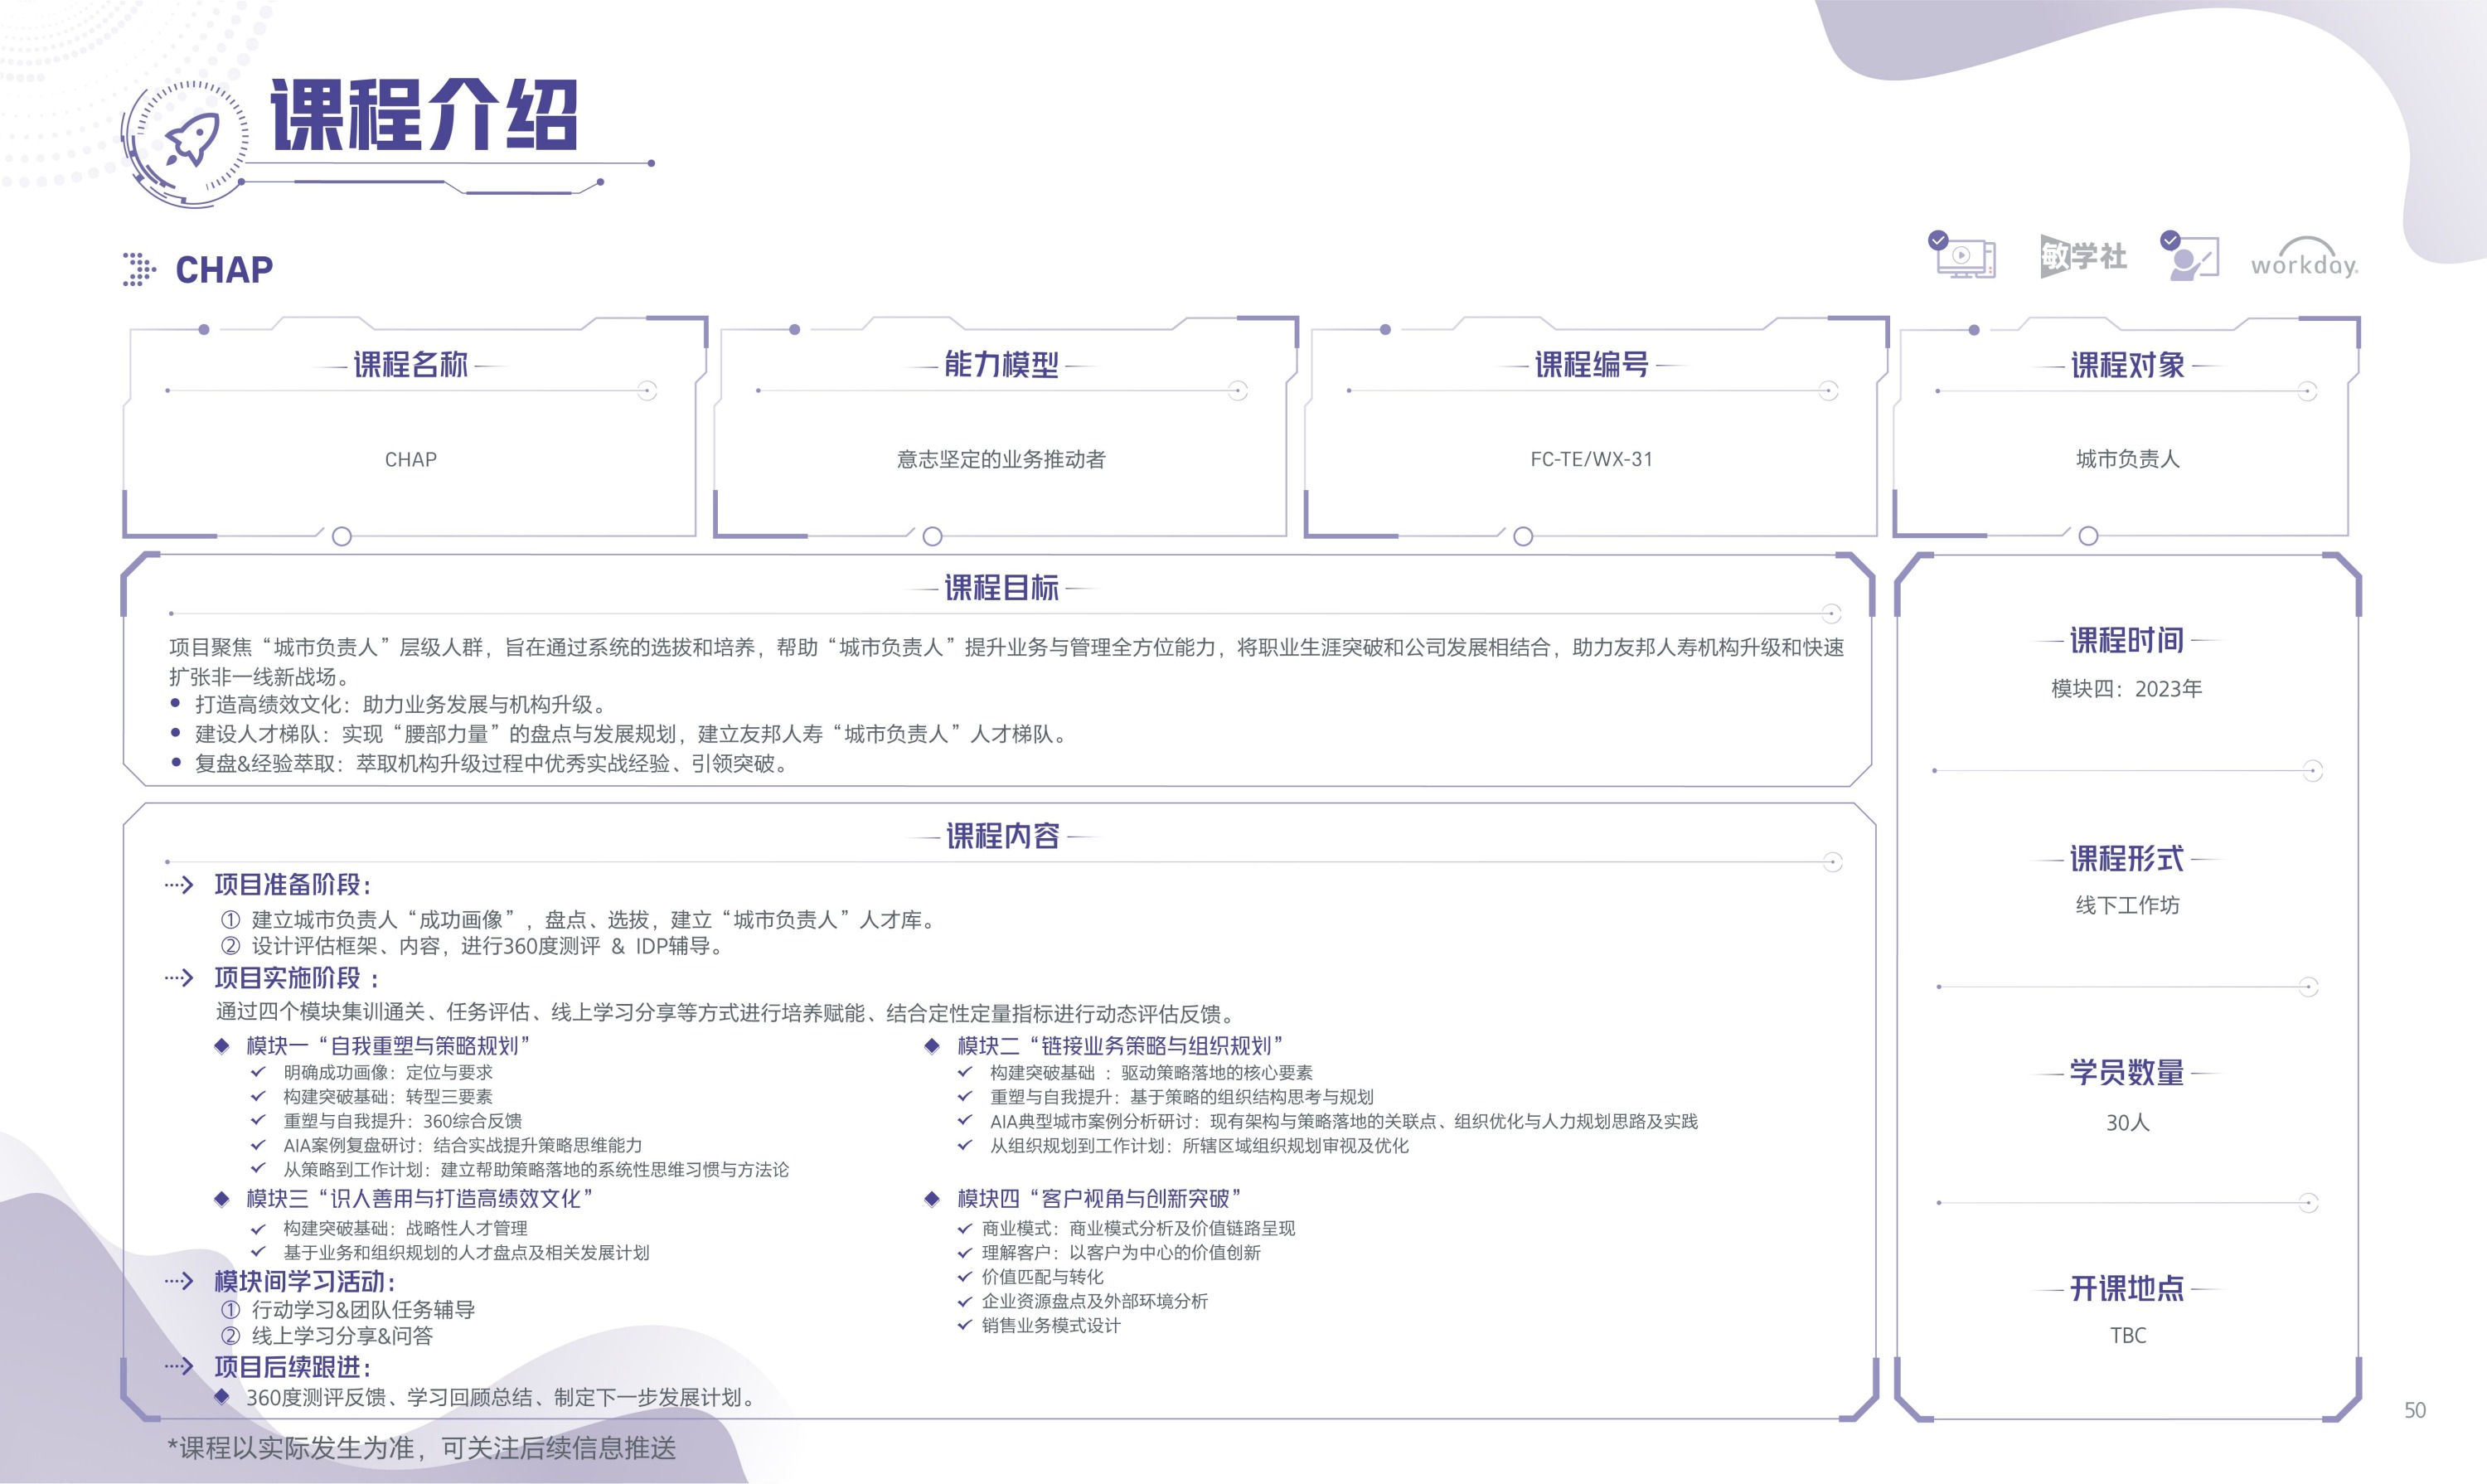 课程介绍
CHAP
敏学社
workday.
课程名称
CHAP
能力模型
意志坚定的业务推动者
课程编号
FC-TE/WX-31
课程对象
城市负责人
课程目标
项目聚焦“城市负责人”层级人群，旨在通过系统的选拔和培养，帮助“城市负责人”提升业务与管理全方位能力，将职业生涯突破和公司发展相结合，助力友邦人寿机构升级和快速
扩张非一线新战场。
● 打造高绩效文化：助力业务发展与机构升级。
● 建设人才梯队：实现“腰部力量”的盘点与发展规划，建立友邦人寿“城市负责人”人才梯队。
● 复盘&经验萃取：萃取机构升级过程中优秀实战经验、引领突破。
课程内容
项目准备阶段：
① 建立城市负责人“成功画像”，盘点、选拔，建立“城市负责人”人才库。
② 设计评估框架、内容，进行360度测评 & IDP辅导。
项目实施阶段 ：
通过四个模块集训通关、任务评估、线上学习分享等方式进行培养赋能、结合定性定量指标进行动态评估反馈。
◆ 模块一“自我重塑与策略规划”
✓ 明确成功画像：定位与要求
✓ 构建突破基础：转型三要素
✓ 重塑与自我提升：360综合反馈
✓ AIA案例复盘研讨：结合实战提升策略思维能力
✓ 从策略到工作计划：建立帮助策略落地的系统性思维习惯与方法论
◆ 模块二“链接业务策略与组织规划”
✓ 构建突破基础 ：驱动策略落地的核心要素
✓ 重塑与自我提升：基于策略的组织结构思考与规划
✓ AIA典型城市案例分析研讨：现有架构与策略落地的关联点、组织优化与人力规划思路及实践
✓ 从组织规划到工作计划：所辖区域组织规划审视及优化
◆ 模块三“识人善用与打造高绩效文化”
✓ 构建突破基础：战略性人才管理
✓ 基于业务和组织规划的人才盘点及相关发展计划
◆ 模块四“客户视角与创新突破”
✓ 商业模式：商业模式分析及价值链路呈现
✓ 理解客户：以客户为中心的价值创新
✓ 价值匹配与转化
✓ 企业资源盘点及外部环境分析
✓ 销售业务模式设计
模块间学习活动：
① 行动学习&团队任务辅导
② 线上学习分享&问答
项目后续跟进：
◆ 360度测评反馈、学习回顾总结、制定下一步发展计划。
课程时间
模块四：2023年
课程形式
线下工作坊
学员数量
30人
开课地点
TBC
*课程以实际发生为准，可关注后续信息推送
50